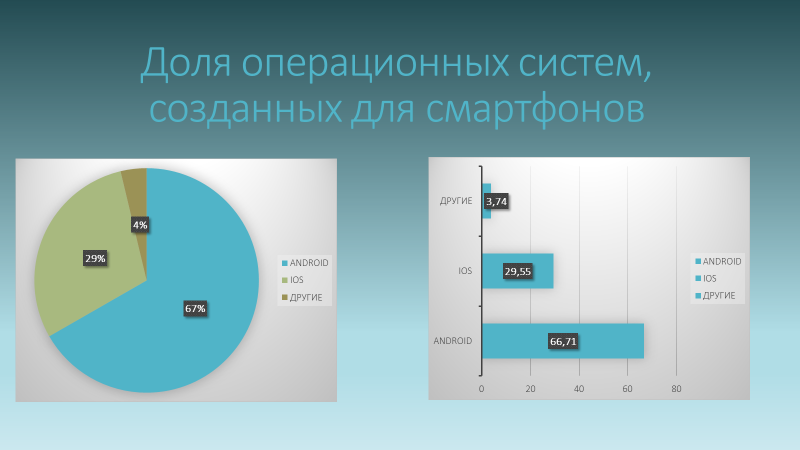 Доля операционных систем,
созданных для смартфонов
4%
29%
67%
ANDROID
IOS
ДРУГИЕ
ДРУГИЕ
3,74
IOS
29,55
ANDROID
66,71
0 20 40 60 80
ANDROID
IOS
ДРУГИЕ